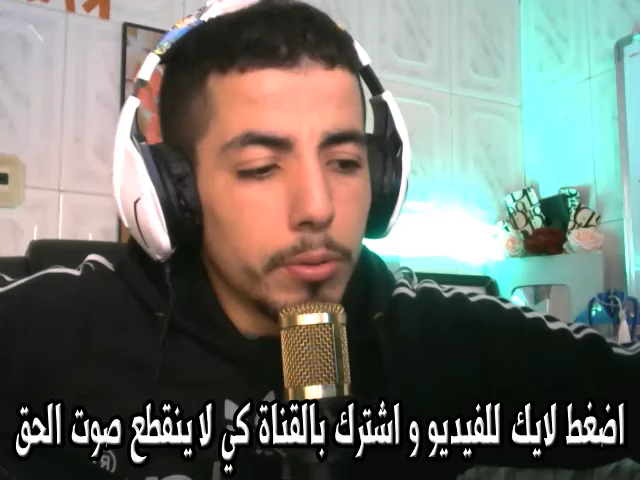 اضغط لايك للفيديو و اشترك بالقناة كي لا ينقطع صوت الحق